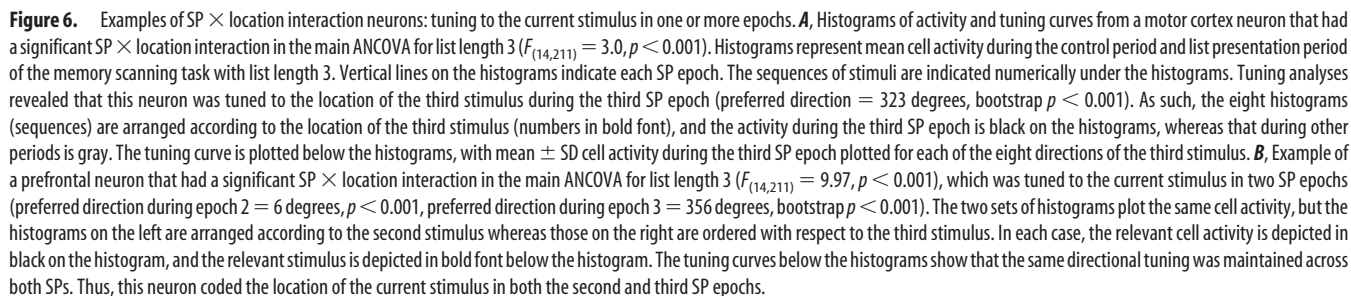 Figure 6. Examples of SP × location interaction neurons: tuning to the current stimulus in one or more epochs. A, Histograms of activity and tuning curves from a motor cortex neuron that had
a significant SP × location interaction in the main ANCOVA for list length 3 (F(14,211) = 3.0, p < 0.001). Histograms represent mean cell activity during the control period and list presentation period
of the memory scanning task with list length 3. Vertical lines on the histograms indicate each SP epoch. The sequences of stimuli are indicated numerically under the histograms. Tuning analyses
revealed that this neuron was tuned to the location of the third stimulus during the third SP epoch (preferred direction = 323 degrees, bootstrap p < 0.001). As such, the eight histograms
(sequences) are arranged according to the location of the third stimulus (numbers in bold font), and the activity during the third SP epoch is black on the histograms, whereas that during other
periods is gray. The tuning curve is plotted below the histograms, with mean ± SD cell activity during the third SP epoch plotted for each of the eight directions of the third stimulus. B, Example of
a prefrontal neuron that had a significant SP × location interaction in the main ANCOVA for list length 3 (F(14,211) = 9.97, p < 0.001), which was tuned to the current stimulus in two SP epochs
(preferred direction during epoch 2 = 6 degrees, p < 0.001, preferred direction during epoch 3 = 356 degrees, bootstrap p < 0.001). The two sets of histograms plot the same cell activity, but the
histograms on the left are arranged according to the second stimulus whereas those on the right are ordered with respect to the third stimulus. In each case, the relevant cell activity is depicted in
black on the histogram, and the relevant stimulus is depicted in bold font below the histogram. The tuning curves below the histograms show that the same directional tuning was maintained across
both SPs. Thus, this neuron coded the location of the current stimulus in both the second and third SP epochs.